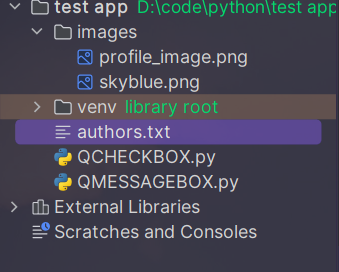 test app D:\code\python\test app
images
profile_image.png
skyblue.png
venv library root
authors.txt
QCHECKBOX.py
QMESSAGEBOX.py
External Libraries
Scratches and Consoles